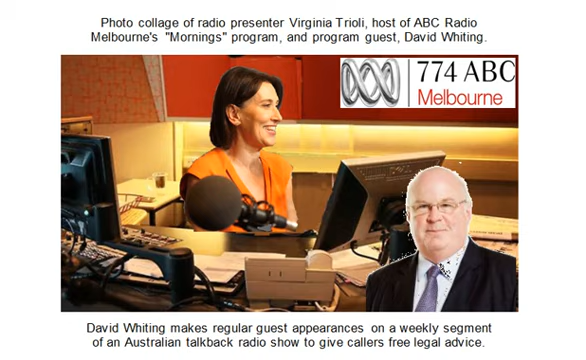 Photo collage of radio presenter Virginia Trioli, host of ABC Radio
Melbourne's "Mornings" program, and program guest, David Whiting.
774 ABC
Melbourne
David Whiting makes regular guest appearances on a weekly segment
of an Australian talkback radio show to give callers free legal advice.